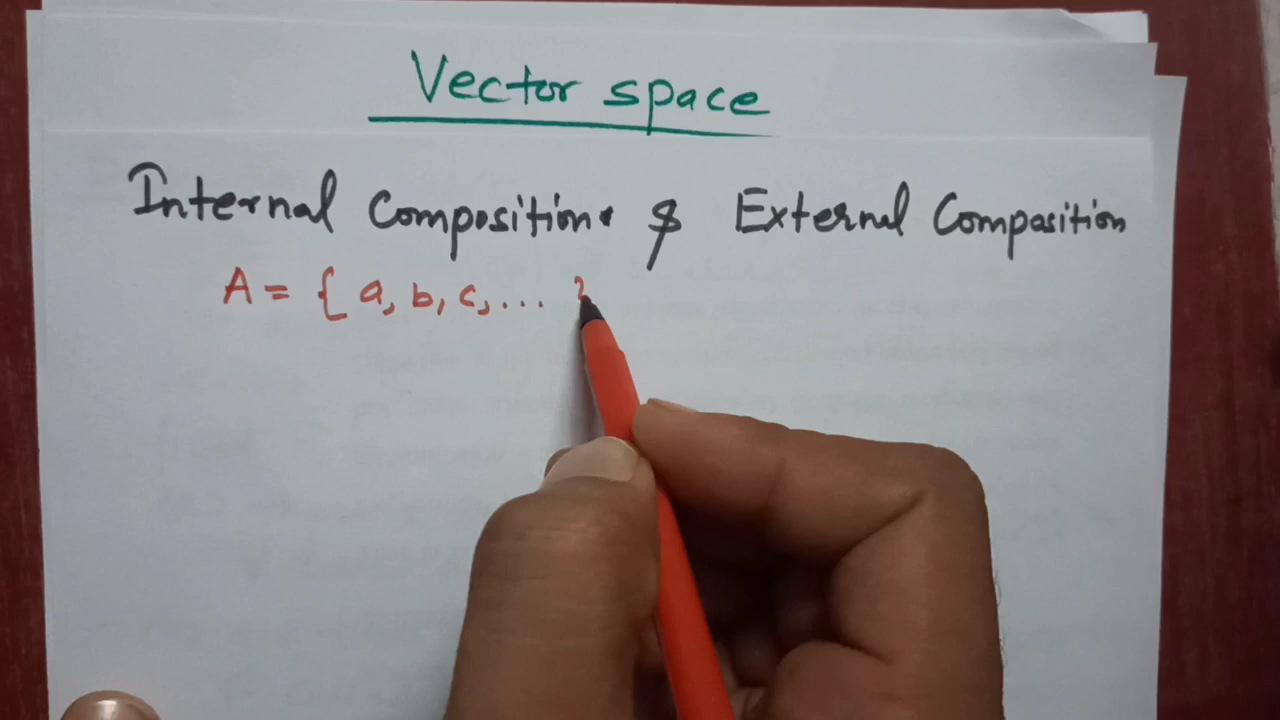 Vector space
Internal Composition & External Composition
A = { a, b, c, ... }